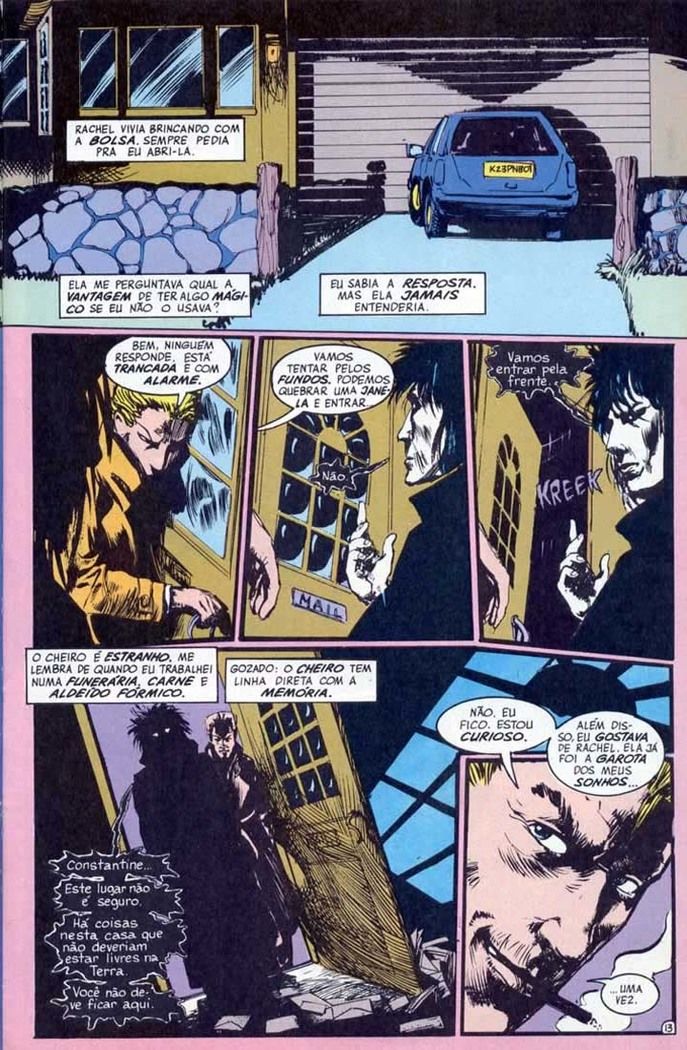 RACHEL VIVIA BRINCANDO COM
A BOLSA. SEMPRE PEDIA
PRA EU ABRI-LA.
K23PNB01
ELA ME PERGUNTAVA QUAL A
VANTAGEM DE TER ALGO MÁGI-
CO SE EU NÃO O USAVA?
EU SABIA A RESPOSTA.
MAS ELA JAMAIS
ENTENDERIA.
BEM, NINGUÉM
RESPONDE. ESTÁ
TRANCADA E COM
ALARME.
VAMOS
TENTAR PELOS
FUNDOS. PODEMOS
QUEBRAR UMA JANE-
LA E ENTRAR.
Não.
MAIL
Vamos
entrar pela
frente.
KREEK
O CHEIRO É ESTRANHO. ME
LEMBRA DE QUANDO EU TRABALHEI
NUMA FUNERÁRIA. CARNE E
ALDEÍDO FÓRMICO.
GOZADO: O CHEIRO TEM
LINHA DIRETA COM A
MEMÓRIA.
Constantine...
Este lugar não
é seguro.
Há coisas
nesta casa que
não deveriam
estar livres na
Terra.
Você não de-
ve ficar aqui.
NÃO. EU
FICO. ESTOU
CURIOSO.
ALÉM DIS-
SO, EU GOSTAVA
DE RACHEL. ELA JÁ
FOI A GAROTA
DOS MEUS
SONHOS...
...UMA
VEZ.
13